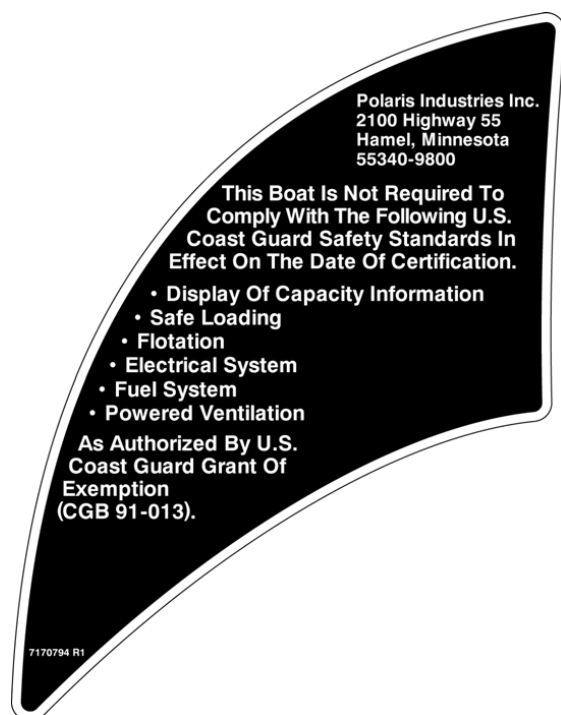 Polaris Industries Inc.
2100 Highway 55
Hamel, Minnesota
55340-9800
This Boat Is Not Required To
Comply With The Following U.S.
Coast Guard Safety Standards In
Effect On The Date Of Certification.
• Display Of Capacity Information
• Safe Loading
• Flotation
• Electrical System
• Fuel System
• Powered Ventilation
As Authorized By U.S.
Coast Guard Grant Of
Exemption
(CGB 91-013).
7170794 R1